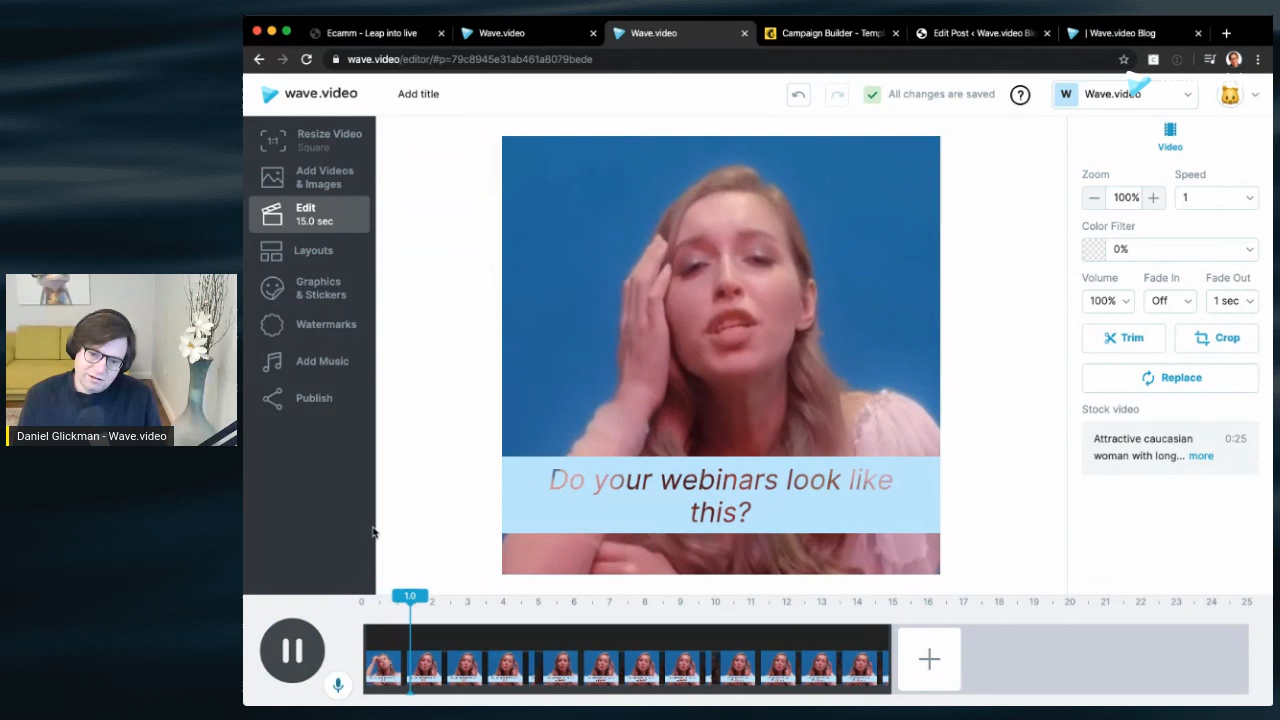 Ecamm - Leap into live
Wave.video
Wave.video
Campaign Builder - Templ
Edit Post ‹ Wave.video Blo
| Wave.video Blog
wave.video/editor/#p=79c8945e31ab461a8079bede
wave.video
Add title
All changes are saved
?
W
Wave.video
1:1
Resize Video
Square
Add Videos
& Images
Edit
15.0 sec
Layouts
Graphics
& Stickers
Watermarks
Add Music
Publish
Do your webinars look like
this?
Video
Zoom
Speed
100%
1
Color Filter
0%
Volume
Fade In
Fade Out
100%
Off
1 sec
Trim
Crop
Replace
Stock video
Attractive caucasian
0:25
woman with long... more
Daniel Glickman - Wave.video
1.0
0 2 3 4 5 6 7 8 9 10 11 12 13 14 15 16 17 18 19 20 21 22 23 24 25